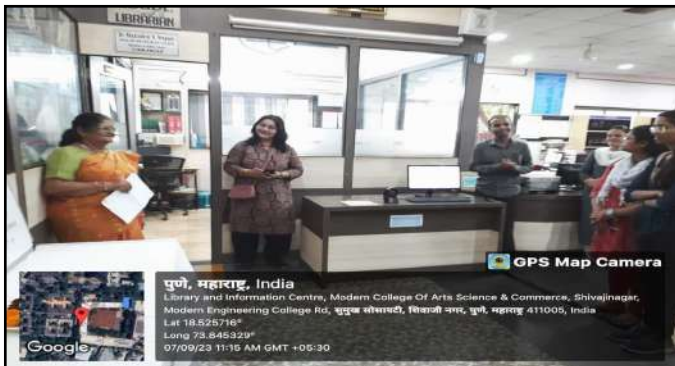 LIBRARIAN
GPS Map Camera
पुणे, महाराष्ट्र, India
Library and Information Centre, Modern College Of Arts Science & Commerce, Shivajinagar,
Modern Engineering College Rd, सुमुख सोसायटी, शिवाजी नगर, पुणे, महाराष्ट्र 411005, India
Lat 18.525716°
Long 73.845329°
07/09/23 11:15 AM GMT +05:30
Google